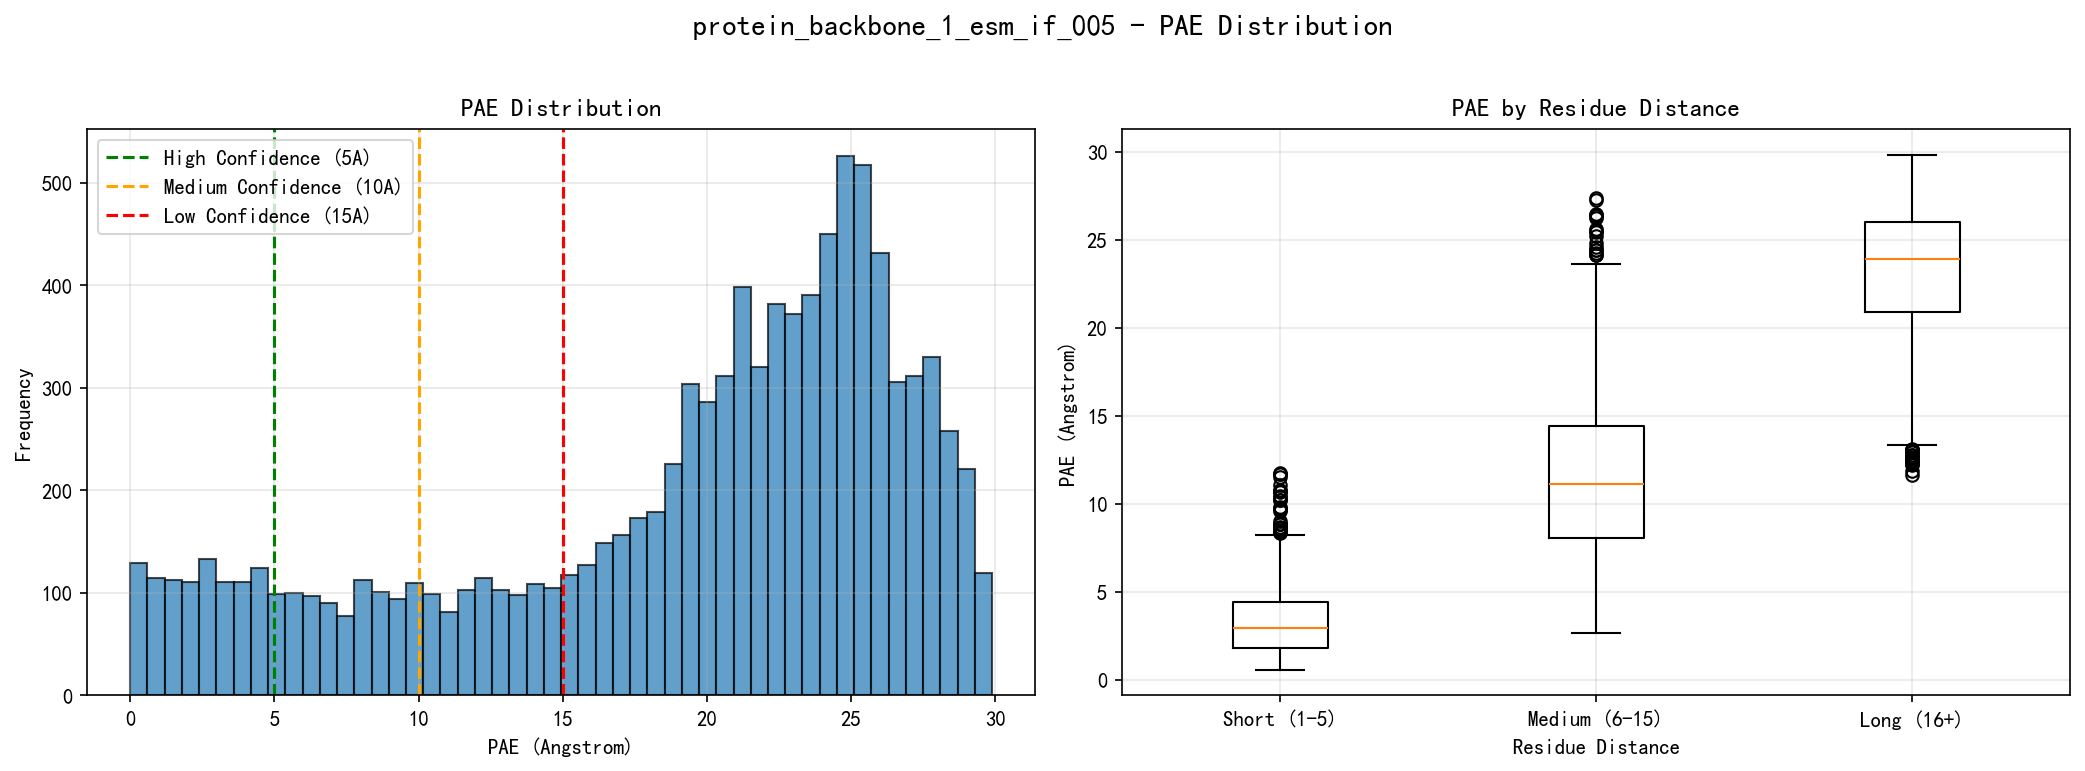 protein_backbone_1_esm_if_005 - PAE Distribution
PAE Distribution
High Confidence (5A)
Medium Confidence (10A)
Low Confidence (15A)
500
400
300
200
100
0
Frequency
0 5 10 15 20 25 30
PAE (Angstrom)
PAE by Residue Distance
30
25
20
15
10
5
0
PAE (Angstrom)
Short (1-5) Medium (6-15) Long (16+)
Residue Distance